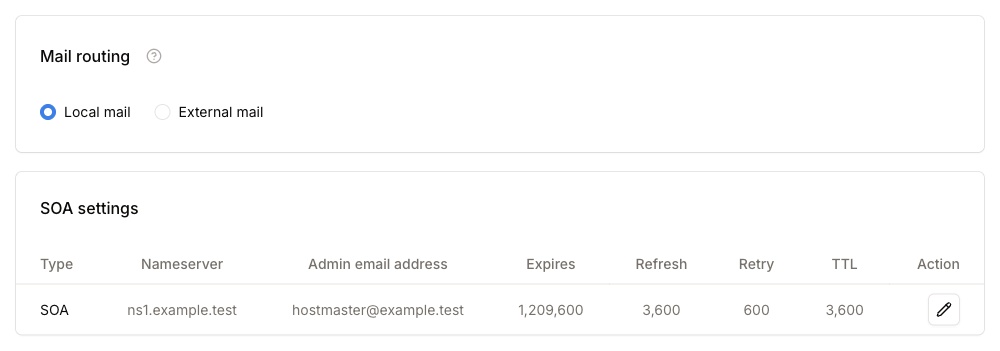 Mail routing
Local mail External mail
SOA settings
Type Nameserver Admin email address Expires Refresh Retry TTL Action
SOA ns1.example.test hostmaster@example.test 1,209,600 3,600 600 3,600